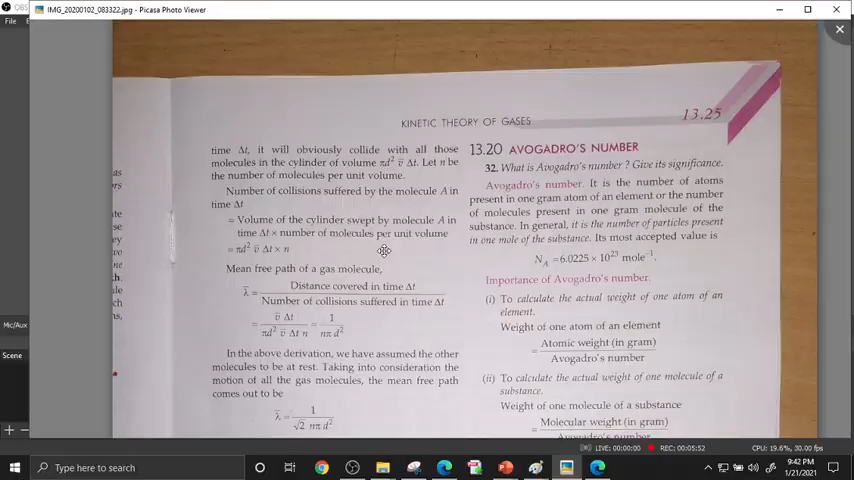 IMG_20200102_083322.jpg - Picasa Photo Viewer
File
KINETIC THEORY OF GASES
13.25
time Δt, it will obviously collide with all those
molecules in the cylinder of volume πd² v̅ Δt. Let n be
the number of molecules per unit volume.
Number of collisions suffered by the molecule A in
time Δt
= Volume of the cylinder swept by molecule A in
time Δt × number of molecules per unit volume
= πd² v̅ Δt × n
Mean free path of a gas molecule,
λ̅ = Distance covered in time Δt / Number of collisions suffered in time Δt
= v̅ Δt / πd² v̅ Δt n = 1 / nπ d²
In the above derivation, we have assumed the other
molecules to be at rest. Taking into consideration the
motion of all the gas molecules, the mean free path
comes out to be
λ̅ = 1 / √2 nπ d²
13.20 AVOGADRO'S NUMBER
32. What is Avogadro's number ? Give its significance.
Avogadro's number. It is the number of atoms
present in one gram atom of an element or the number
of molecules present in one gram molecule of the
substance. In general, it is the number of particles present
in one mole of the substance. Its most accepted value is
N_A = 6.0225 × 10²³ mole⁻¹.
Importance of Avogadro's number.
(i) To calculate the actual weight of one atom of an
element.
Weight of one atom of an element
= Atomic weight (in gram) / Avogadro's number
(ii) To calculate the actual weight of one molecule of a
substance.
Weight of one molecule of a substance
= Molecular weight (in gram) / Avogadro's number
Mic/Aux
Scene
LIVE: 00:00:00
REC: 00:05:52
CPU: 19.6%, 30.00 fps
Type here to search
9:42 PM
1/21/2021